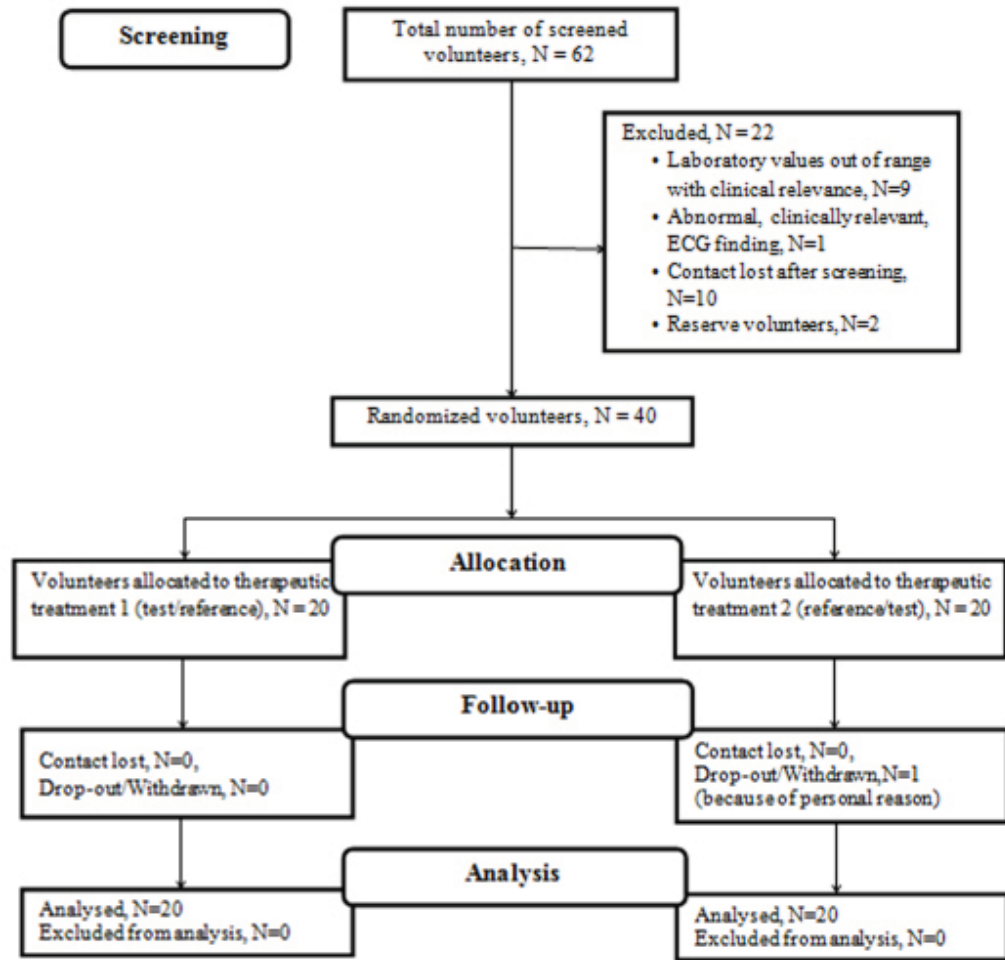 Screening
Total number of screened
volunteers, N = 62
Excluded, N = 22
• Laboratory values out of range
with clinical relevance, N=9
• Abnormal, clinically relevant,
ECG finding, N=1
• Contact lost after screening,
N=10
• Reserve volunteers, N=2
Randomized volunteers, N = 40
Allocation
Volunteers allocated to therapeutic
treatment 1 (test/reference), N = 20
Volunteers allocated to therapeutic
treatment 2 (reference/test), N = 20
Follow-up
Contact lost, N=0,
Drop-out/Withdrawn, N=0
Contact lost, N=0,
Drop-out/Withdrawn,N=1
(because of personal reason)
Analysis
Analysed, N=20
Excluded from analysis, N=0
Analysed, N=20
Excluded from analysis, N=0